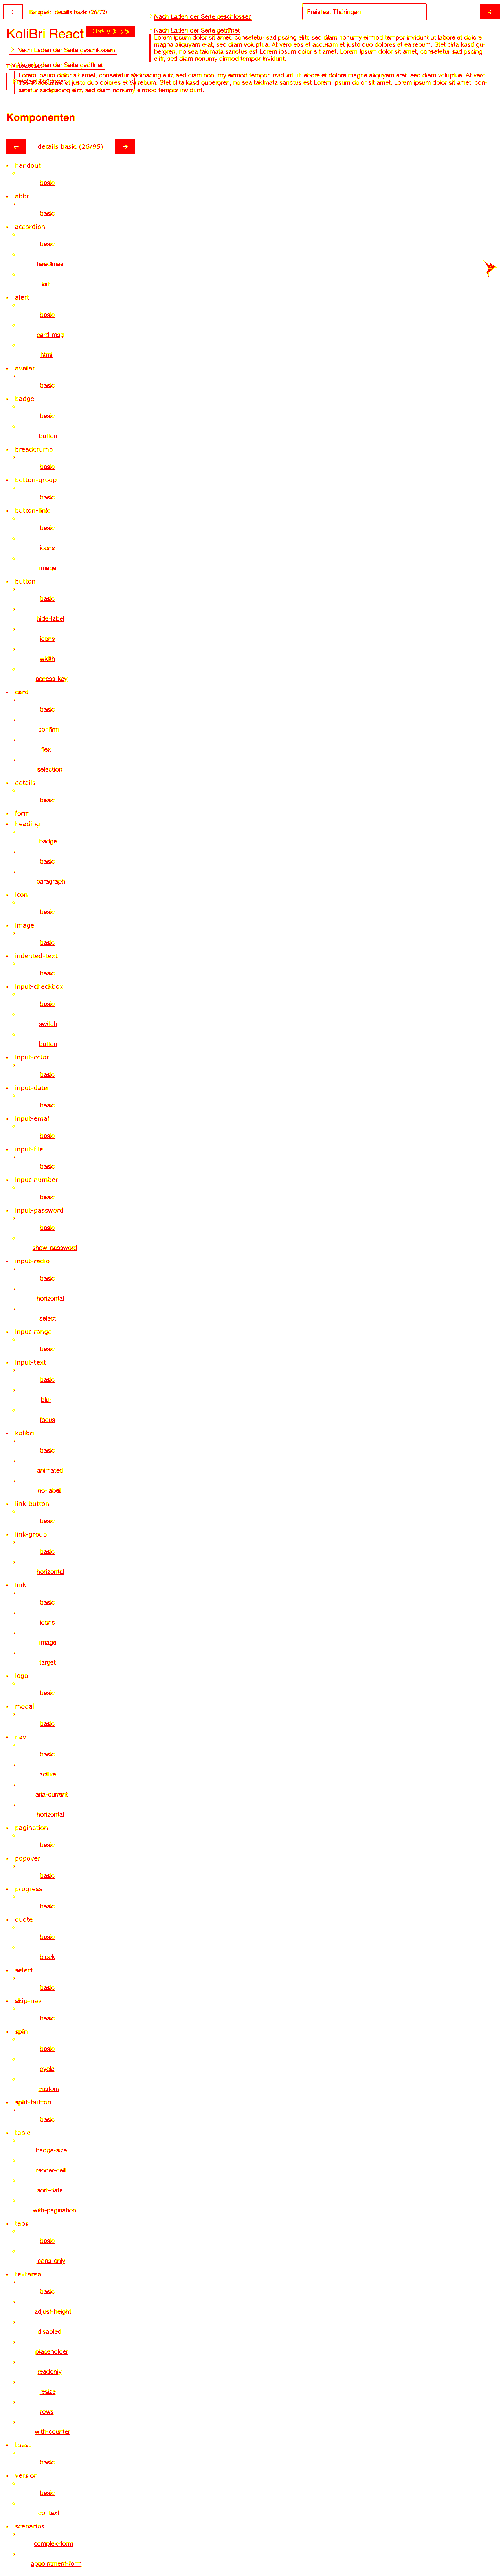 Beispiel: details basic (26/72)
Freistaat Thüringen
KoliBri React
Nach Laden der Seite geschlossen
Nach Laden der Seite geöffnet
Lorem ipsum dolor sit amet, consetetur sadipscing elitr, sed diam nonumy eirmod tempor invidunt ut labore et dolore
magna aliquyam erat, sed diam voluptua. At vero eos et accusam et justo duo dolores et ea rebum. Stet clita kasd gu-
bergren, no sea takimata sanctus est Lorem ipsum dolor sit amet. Lorem ipsum dolor sit amet, consetetur sadipscing
elitr, sed diam nonumy eirmod tempor invidunt.
Nach Laden der Seite geschlossen
Nach Laden der Seite geöffnet
Lorem ipsum dolor sit amet, consetetur sadipscing elitr, sed diam nonumy eirmod tempor invidunt ut labore et dolore magna aliquyam erat, sed diam voluptua. At vero
eos et accusam et justo duo dolores et ea rebum. Stet clita kasd gubergren, no sea takimata sanctus est Lorem ipsum dolor sit amet. Lorem ipsum dolor sit amet, con-
setetur sadipscing elitr, sed diam nonumy eirmod tempor invidunt.
Komponenten
details basic (26/95)
handout
basic
abbr
basic
accordion
basic
headlines
list
alert
basic
card-msg
html
avatar
basic
badge
basic
button
breadcrumb
basic
button-group
basic
button-link
basic
icons
image
button
basic
hide-label
icons
width
access-key
card
basic
confirm
flex
selection
details
basic
form
heading
badge
basic
paragraph
icon
basic
image
basic
indented-text
basic
input-checkbox
basic
switch
button
input-color
basic
input-date
basic
input-email
basic
input-file
basic
input-number
basic
input-password
basic
show-password
input-radio
basic
horizontal
select
input-range
basic
input-text
basic
blur
focus
kolibri
basic
animated
no-label
link-button
basic
link-group
basic
horizontal
link
basic
icons
image
target
logo
basic
modal
basic
nav
basic
active
aria-current
horizontal
pagination
basic
popover
basic
progress
basic
quote
basic
block
select
basic
skip-nav
basic
spin
basic
cycle
custom
split-button
basic
table
badge-size
render-cell
sort-data
with-pagination
tabs
basic
icons-only
textarea
basic
adjust-height
disabled
placeholder
readonly
resize
rows
with-counter
toast
basic
version
basic
context
scenarios
complex-form
appointment-form